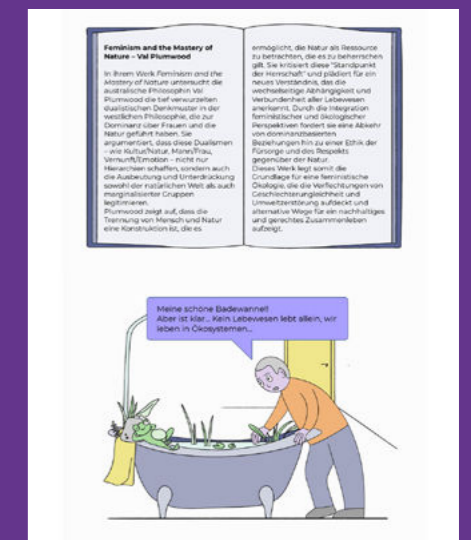 Feminism and the Mastery of
Nature – Val Plumwood
In ihrem Werk Feminism and the
Mastery of Nature untersucht die
australische Philosophin Val
Plumwood die tief verwurzelten
dualistischen Denkmuster in der
westlichen Philosophie, die zur
Dominanz über Frauen und die
Natur geführt haben. Sie
argumentiert, dass diese Dualismen
– wie Kultur/Natur, Mann/Frau,
Vernunft/Emotion – nicht nur
Hierarchien schaffen, sondern auch
die Ausbeutung und Unterdrückung
sowohl der natürlichen Welt als auch
marginalisierter Gruppen
legitimieren.
Plumwood zeigt auf, dass die
Trennung von Mensch und Natur
eine Konstruktion ist, die es
ermöglicht, die Natur als Ressource
zu betrachten, die es zu beherrschen
gilt. Sie kritisiert diese "Standpunkt
der Herrschaft" und plädiert für ein
neues Verständnis, das die
wechselseitige Abhängigkeit und
Verbundenheit aller Lebewesen
anerkennt. Durch die Integration
feministischer und ökologischer
Perspektiven fordert sie eine Abkehr
von dominanzbasierten
Beziehungen hin zu einer Ethik der
Fürsorge und des Respekts
gegenüber der Natur.
Dieses Werk legt somit die
Grundlage für eine feministische
Ökologie, die die Verflechtungen von
Geschlechterungleichheit und
Umweltzerstörung aufdeckt und
alternative Wege für ein nachhaltiges
und gerechtes Zusammenleben
aufzeigt.
Meine schöne Badewanne!!
Aber ist klar... Kein Lebewesen lebt allein, wir
leben in Ökosystemen...